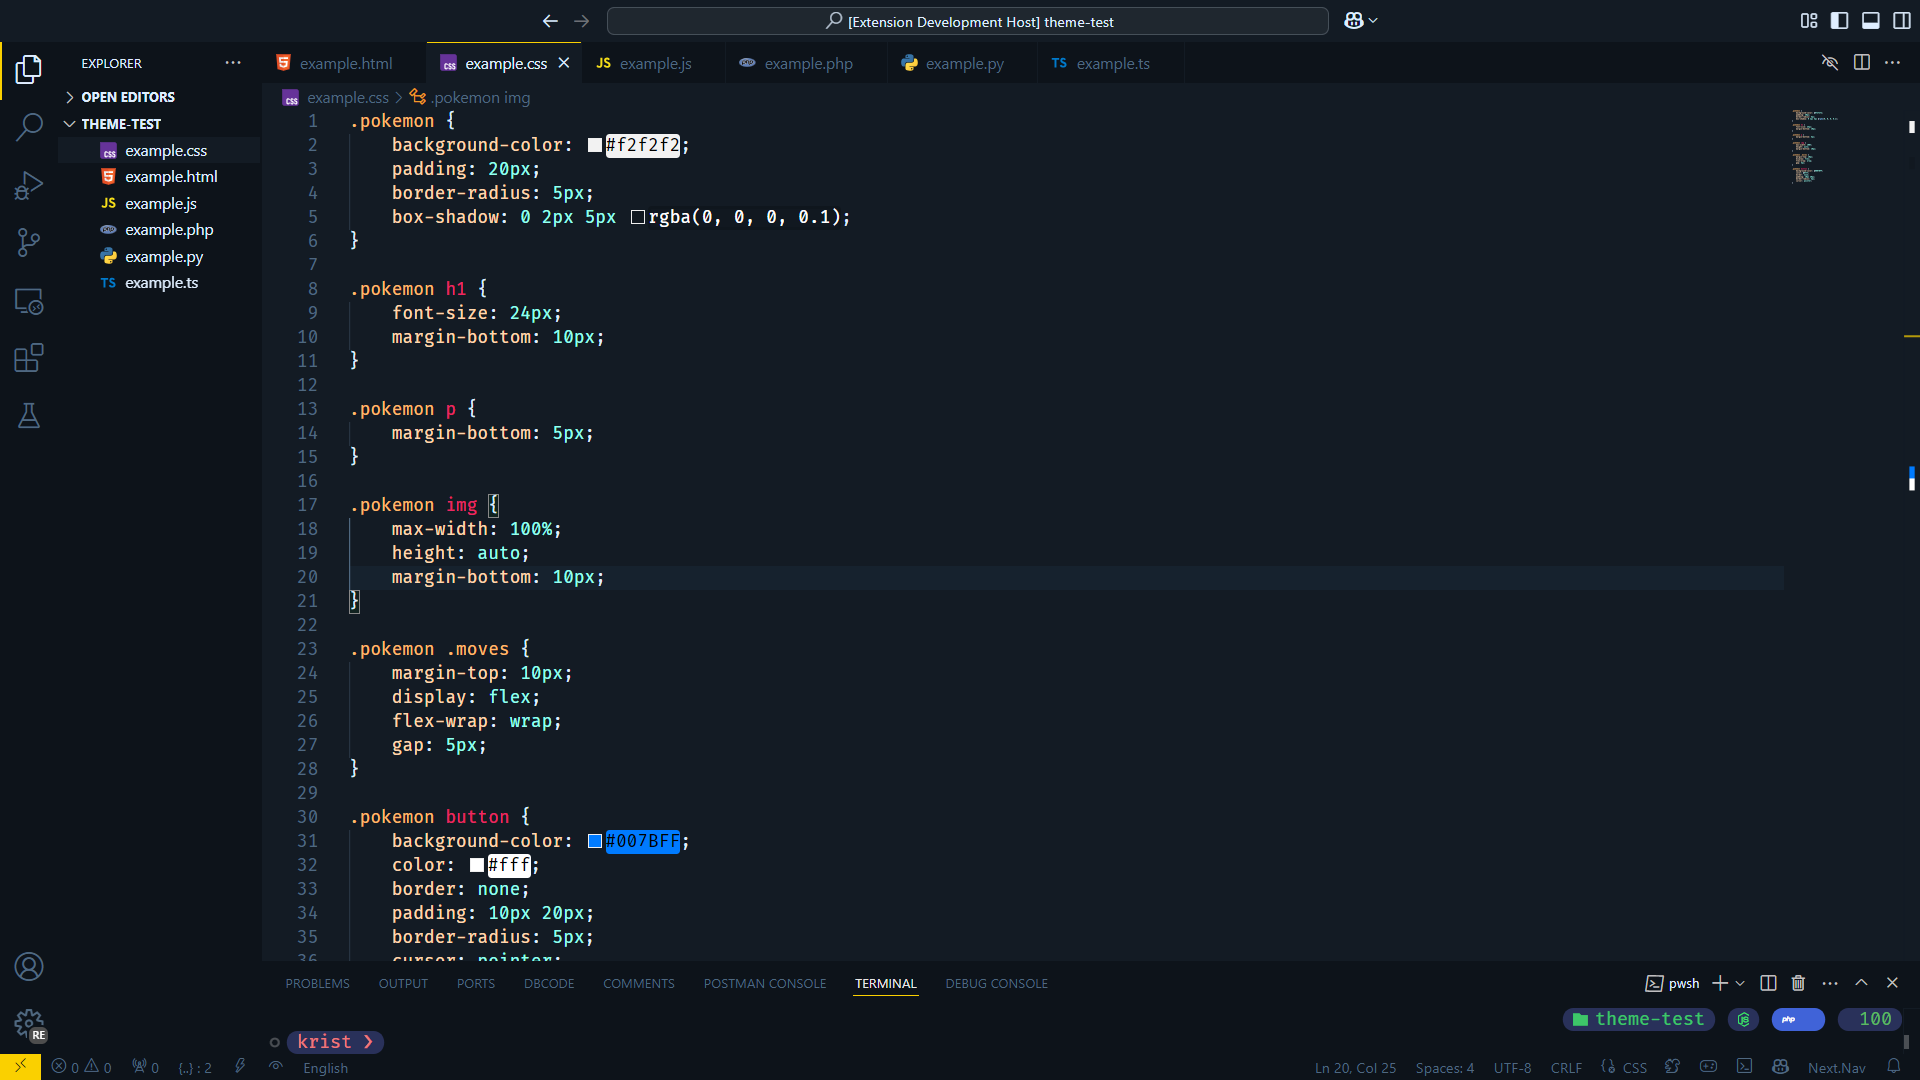 [Extension Development Host] theme-test
EXPLORER
example.html
example.css
JS example.js
example.php
example.py
TS example.ts
OPEN EDITORS
THEME-TEST
example.css
example.html
JS example.js
example.php
example.py
TS example.ts
example.css > .pokemon img
1 .pokemon {
2 background-color: #f2f2f2;
3 padding: 20px;
4 border-radius: 5px;
5 box-shadow: 0 2px 5px rgba(0, 0, 0, 0.1);
6 }
7
8 .pokemon h1 {
9 font-size: 24px;
10 margin-bottom: 10px;
11 }
12
13 .pokemon p {
14 margin-bottom: 5px;
15 }
16
17 .pokemon img {
18 max-width: 100%;
19 height: auto;
20 margin-bottom: 10px;
21 }
22
23 .pokemon .moves {
24 margin-top: 10px;
25 display: flex;
26 flex-wrap: wrap;
27 gap: 5px;
28 }
29
30 .pokemon button {
31 background-color: #007BFF;
32 color: #fff;
33 border: none;
34 padding: 10px 20px;
35 border-radius: 5px;
36 cursor: pointer;
PROBLEMS OUTPUT PORTS DBCODE COMMENTS POSTMAN CONSOLE TERMINAL DEBUG CONSOLE
pwsh
theme-test php 100
krist ❯
RE
0 0 0 {..} : 2 English
Ln 20, Col 25 Spaces: 4 UTF-8 CRLF CSS Next.Nav